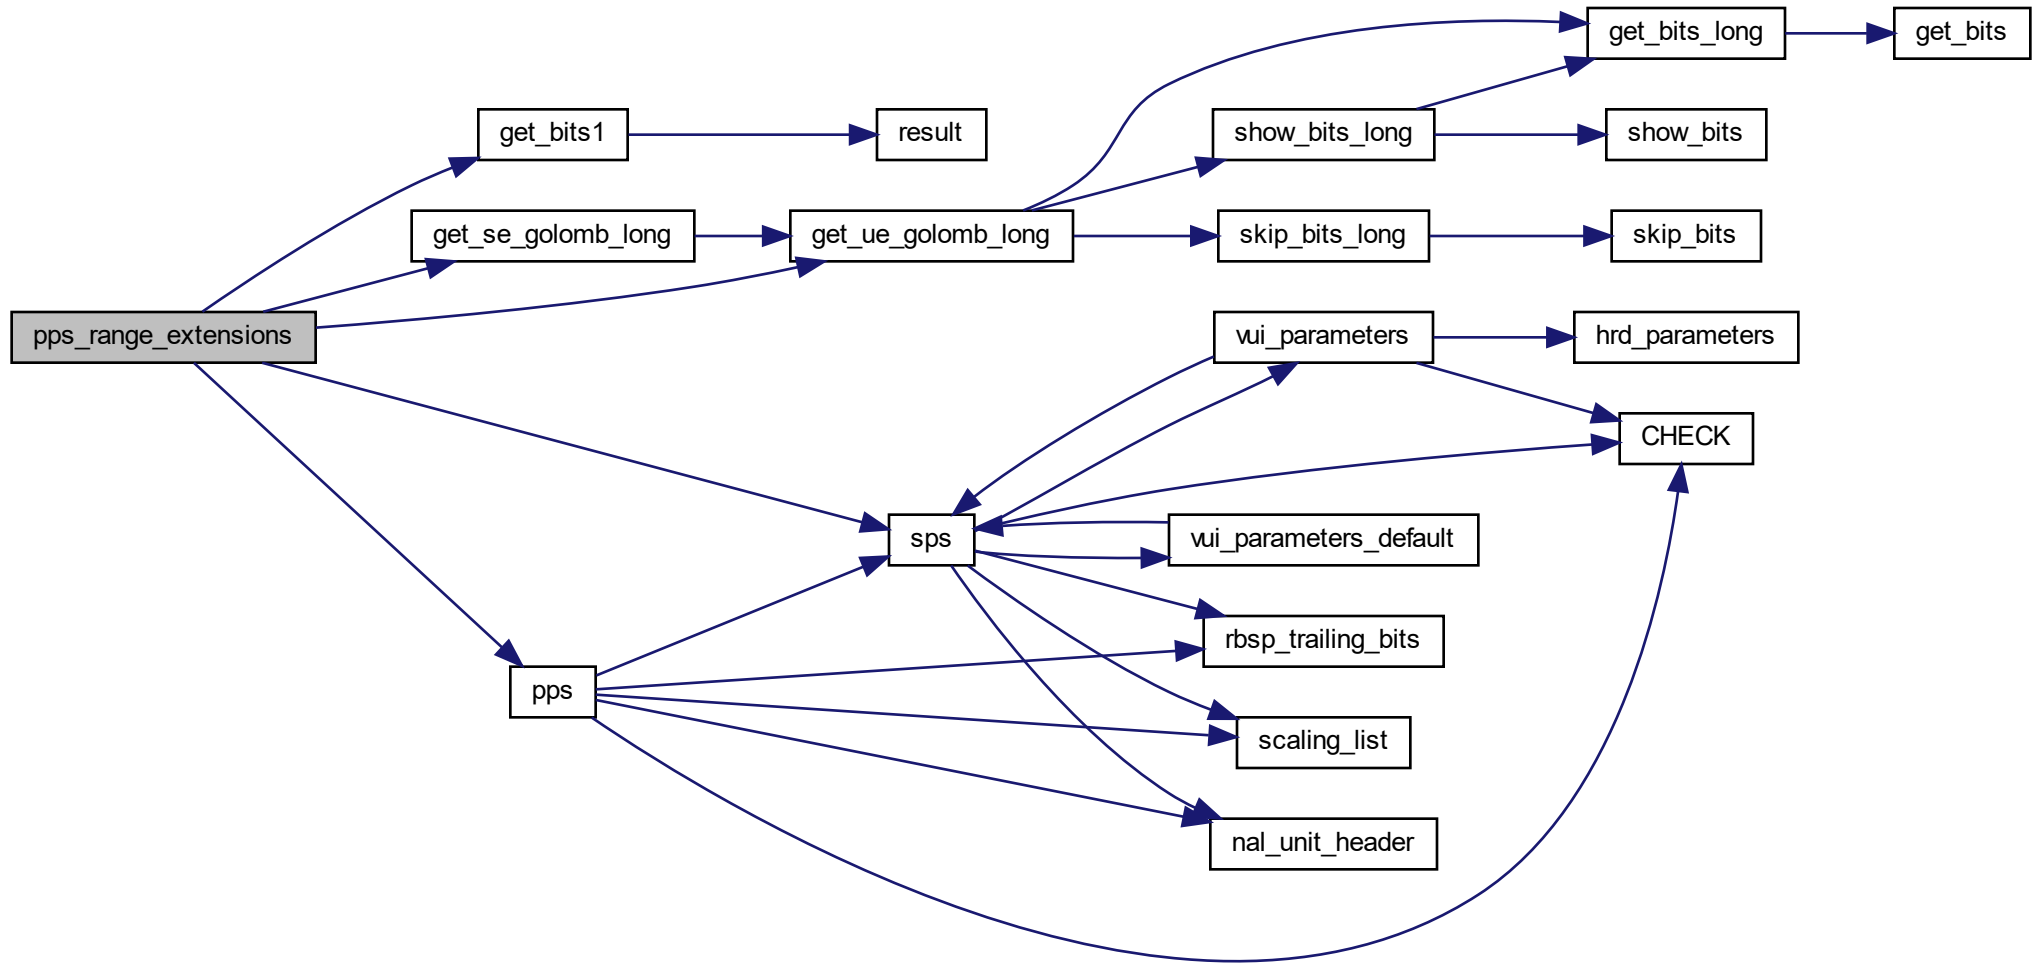 get_bits_long
get_bits
get_bits1
result
show_bits_long
show_bits
get_se_golomb_long
get_ue_golomb_long
skip_bits_long
skip_bits
pps_range_extensions
vui_parameters
hrd_parameters
CHECK
sps
vui_parameters_default
rbsp_trailing_bits
pps
scaling_list
nal_unit_header